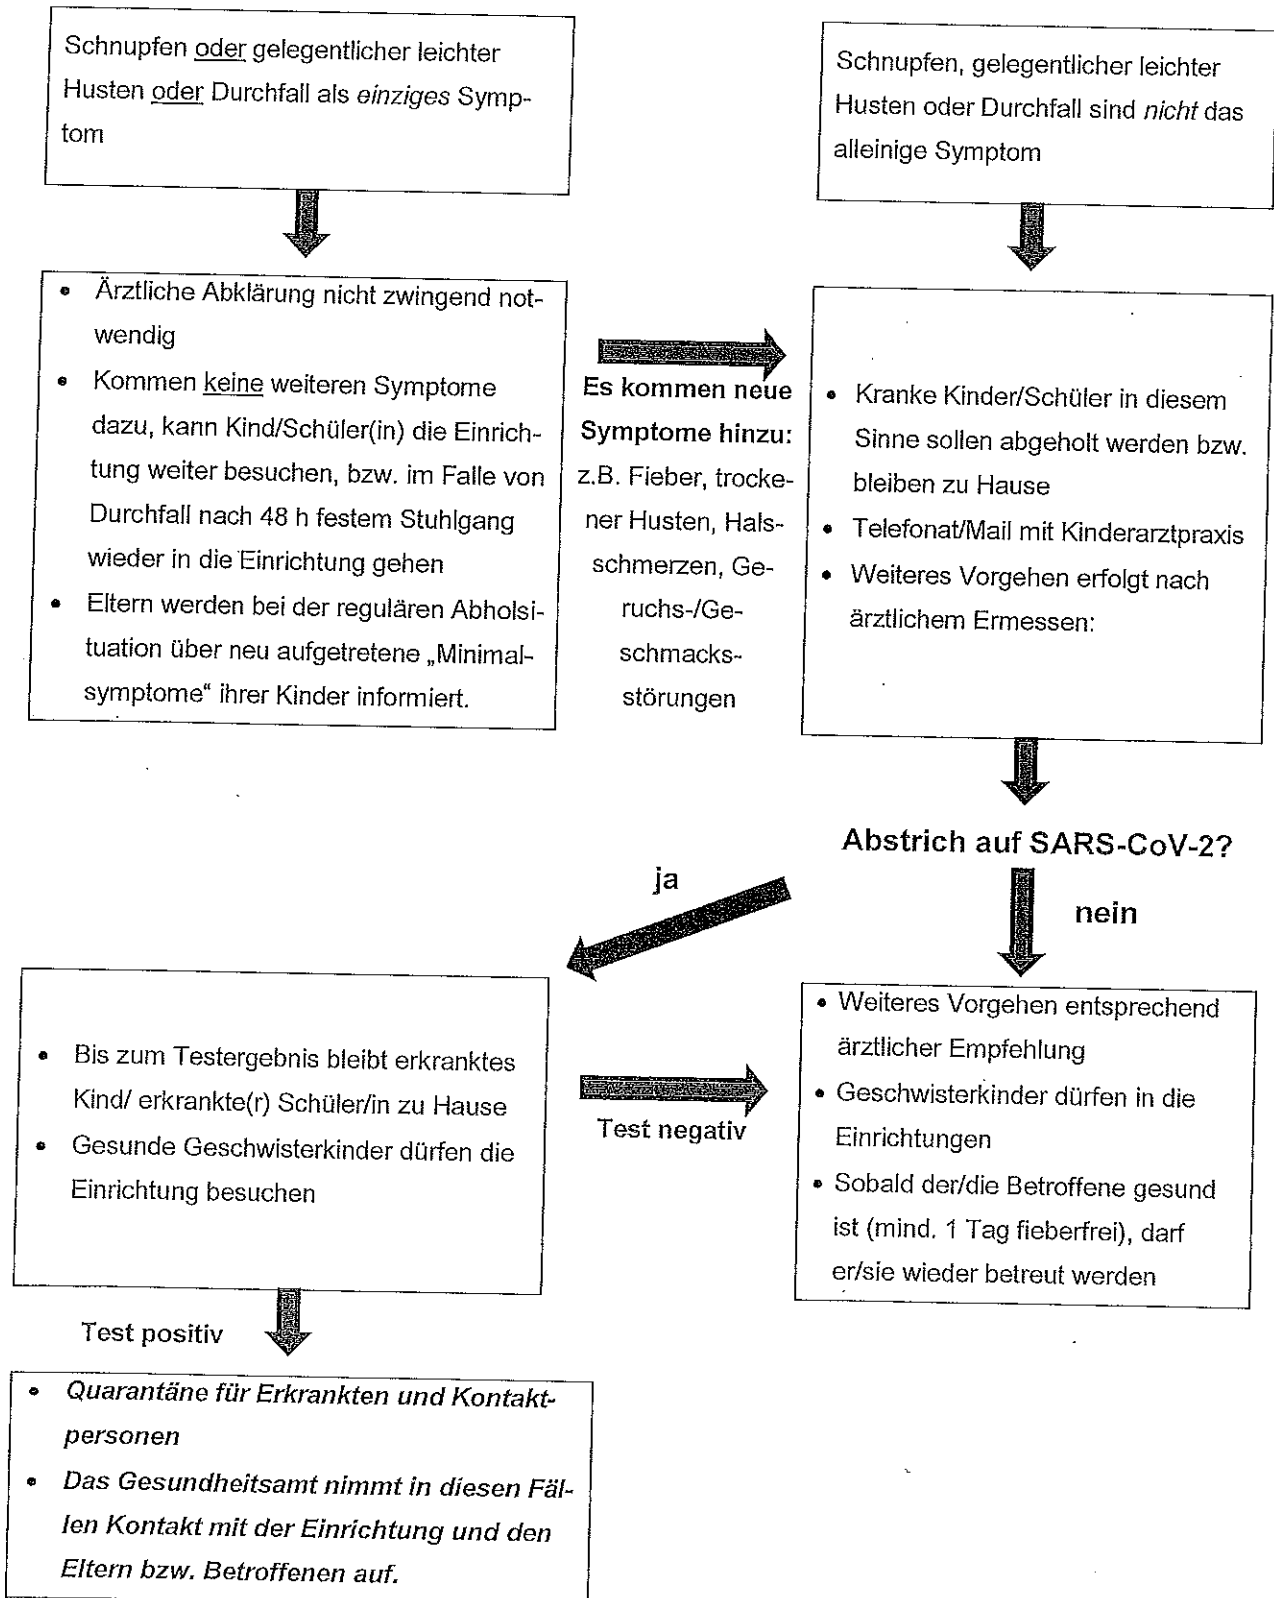 Schnupfen oder gelegentlicher leichter
Husten oder Durchfall als einziges Symp-
tom
Schnupfen, gelegentlicher leichter
Husten oder Durchfall sind nicht das
alleinige Symptom
• Ärztliche Abklärung nicht zwingend not-
wendig
• Kommen keine weiteren Symptome
dazu, kann Kind/Schüler(in) die Einrich-
tung weiter besuchen, bzw. im Falle von
Durchfall nach 48 h festem Stuhlgang
wieder in die Einrichtung gehen
• Eltern werden bei der regulären Abholsi-
tuation über neu aufgetretene „Minimal-
symptome“ ihrer Kinder informiert.
Es kommen neue
Symptome hinzu:
z.B. Fieber, trocke-
ner Husten, Hals-
schmerzen, Ge-
ruchs-/Ge-
schmacks-
störungen
• Kranke Kinder/Schüler in diesem
Sinne sollen abgeholt werden bzw.
bleiben zu Hause
• Telefonat/Mail mit Kinderarztpraxis
• Weiteres Vorgehen erfolgt nach
ärztlichem Ermessen:
Abstrich auf SARS-CoV-2?
ja
nein
• Bis zum Testergebnis bleibt erkranktes
Kind/ erkrankte(r) Schüler/in zu Hause
• Gesunde Geschwisterkinder dürfen die
Einrichtung besuchen
Test negativ
• Weiteres Vorgehen entsprechend
ärztlicher Empfehlung
• Geschwisterkinder dürfen in die
Einrichtungen
• Sobald der/die Betroffene gesund
ist (mind. 1 Tag fieberfrei), darf
er/sie wieder betreut werden
Test positiv
• Quarantäne für Erkrankten und Kontakt-
personen
• Das Gesundheitsamt nimmt in diesen Fäl-
len Kontakt mit der Einrichtung und den
Eltern bzw. Betroffenen auf.